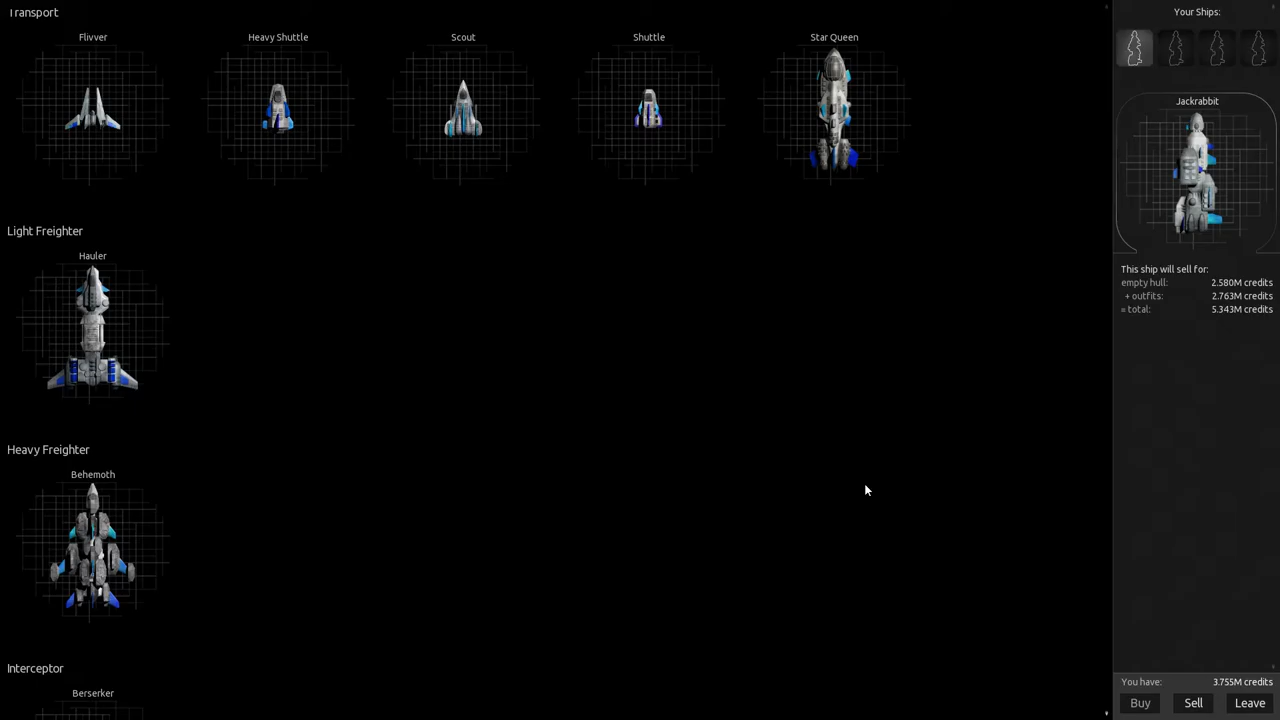 Transport
Flivver
Heavy Shuttle
Scout
Shuttle
Star Queen
Light Freighter
Hauler
Heavy Freighter
Behemoth
Interceptor
Berserker
Your Ships:
Jackrabbit
This ship will sell for:
empty hull: 2.580M credits
+ outfits: 2.763M credits
= total: 5.343M credits
You have: 3.755M credits
Buy Sell Leave